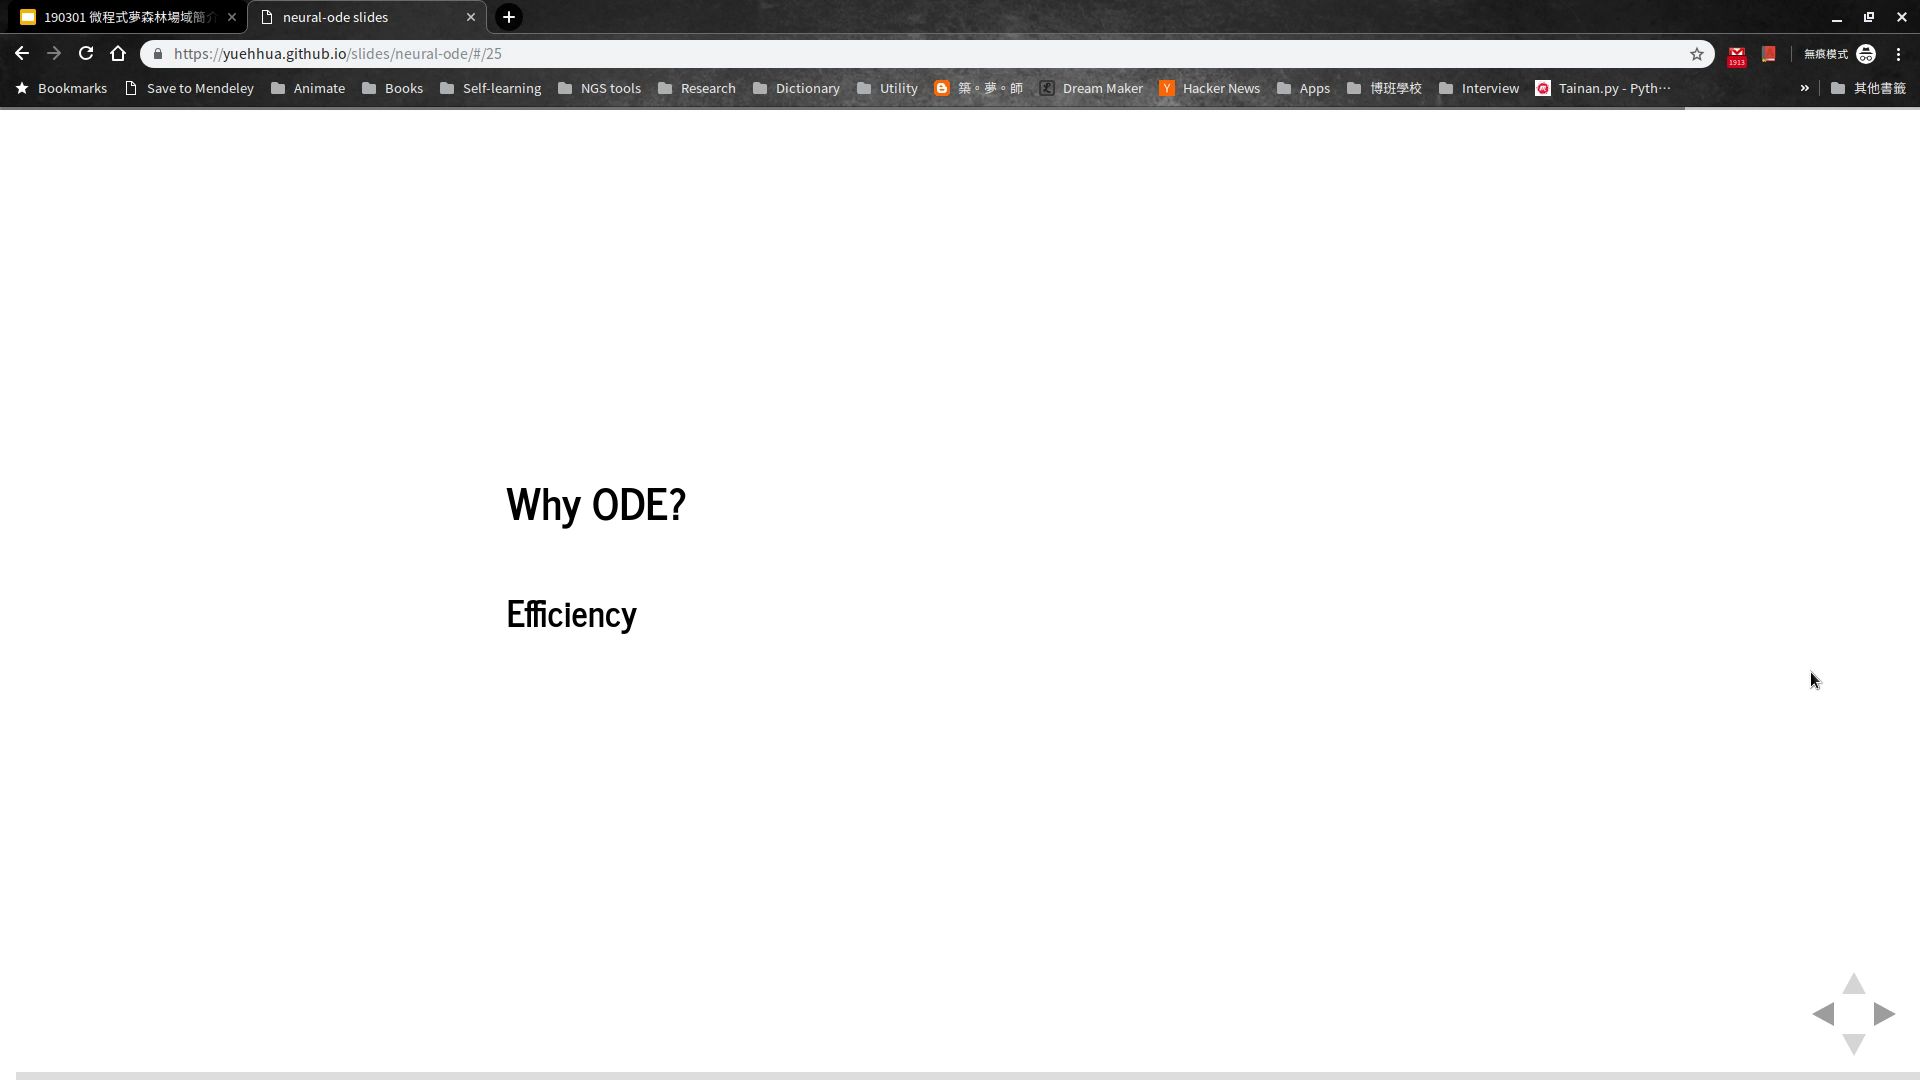 190301 微程式夢森林場域簡介
neural-ode slides
https://yuehhua.github.io/slides/neural-ode/#/25
1913
無痕模式
Bookmarks
Save to Mendeley
Animate
Books
Self-learning
NGS tools
Research
Dictionary
Utility
築。夢。師
Dream Maker
Hacker News
Apps
博班學校
Interview
Tainan.py - Pyth…
»
其他書籤
Why ODE?
Efficiency